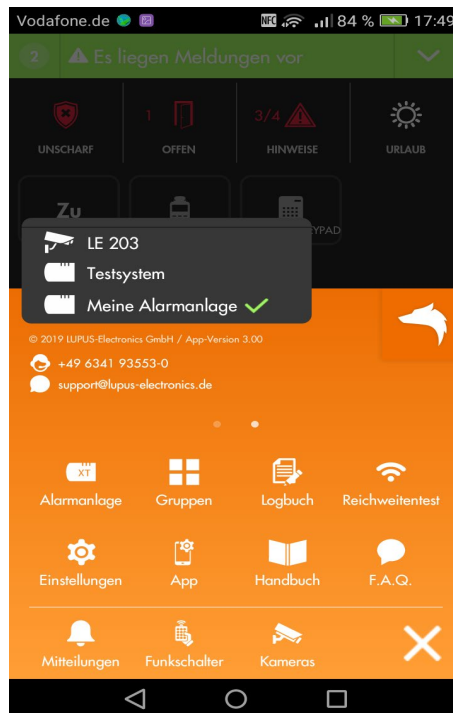 Vodafone.de NFC 84 % 17:49
2 Es liegen Meldungen vor
1 3/4
UNSCHARF OFFEN HINWEISE URLAUB
Zu
YPAD
LE 203
Testsystem
Meine Alarmanlage
© 2019 LUPUS-Electronics GmbH / App-Version 3.00
+49 6341 93553-0
support@lupus-electronics.de
XT
Alarmanlage Gruppen Logbuch Reichweitentest
Einstellungen App Handbuch F.A.Q.
Mitteilungen Funkschalter Kameras